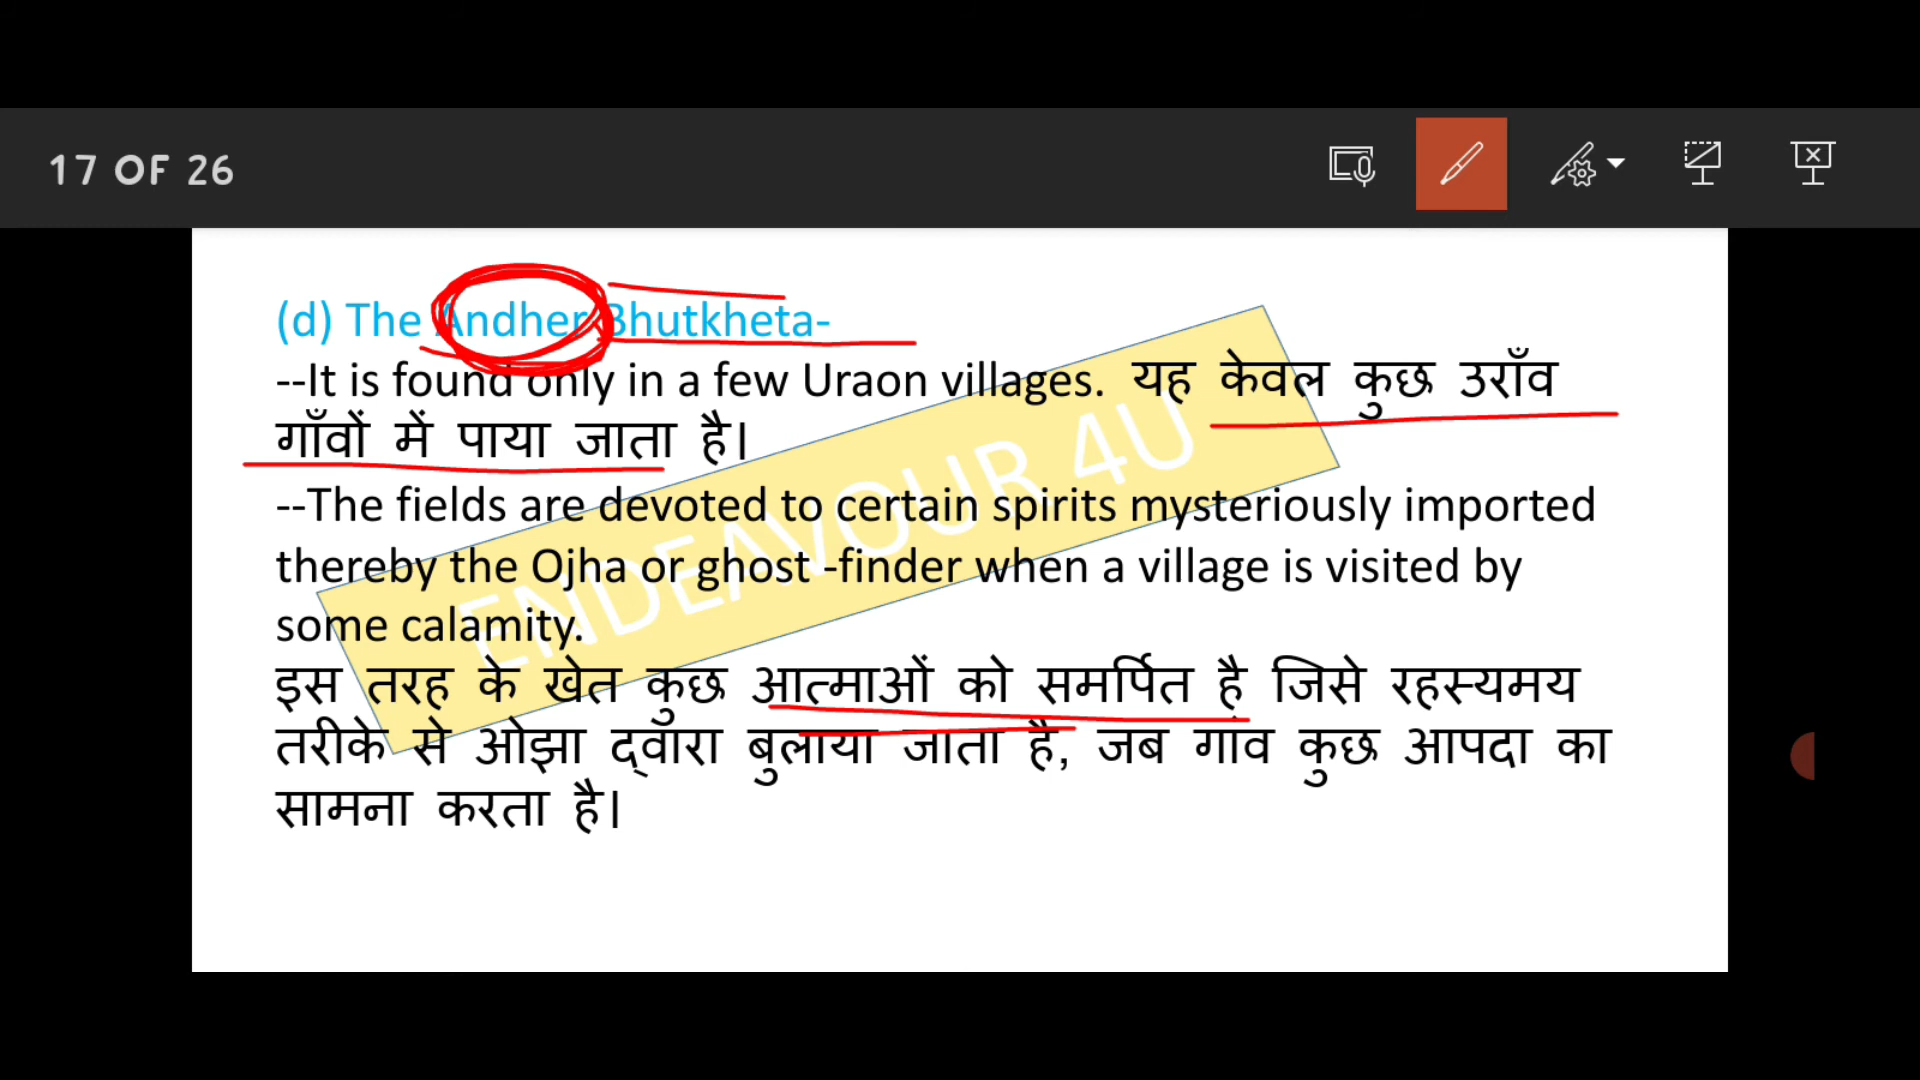 17 OF 26
(d) The Andher Bhutkheta-
--It is found only in a few Uraon villages. यह केवल कुछ उराँव
गाँवों में पाया जाता है।
--The fields are devoted to certain spirits mysteriously imported
thereby the Ojha or ghost -finder when a village is visited by
some calamity.
इस तरह के खेत कुछ आत्माओं को समर्पित है जिसे रहस्यमय
तरीके से ओझा द्वारा बुलाया जाता है, जब गांव कुछ आपदा का
सामना करता है।
ENDEAVOUR 4U